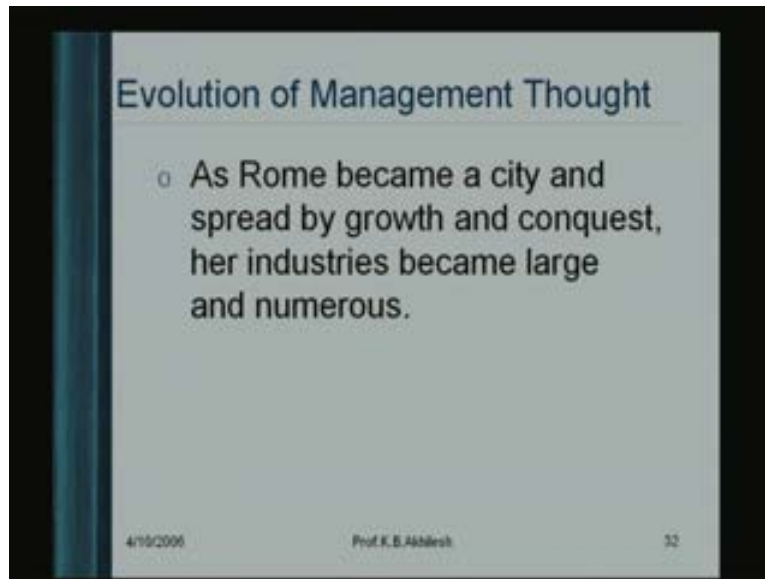 Evolution of Management Thought
o As Rome became a city and
spread by growth and conquest,
her industries became large
and numerous.
4/10/2006 Prof.K.B.Akhilesh 32